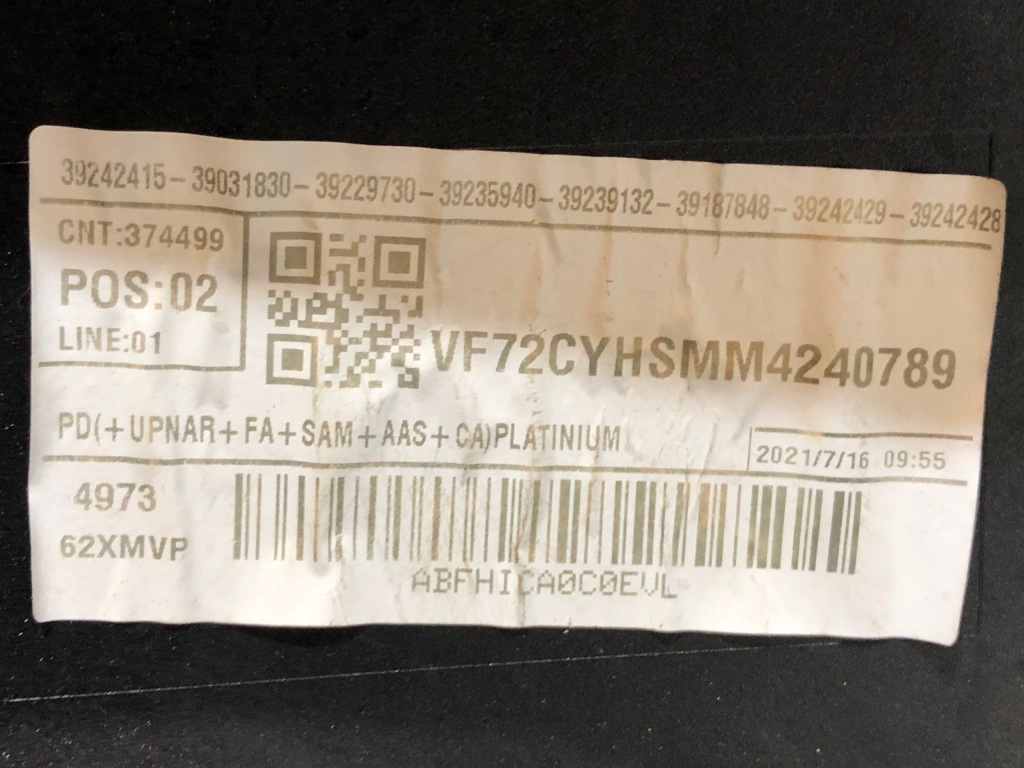 39242415-39031830-39229730-39235940-39239132-39187848-39242429-39242428
CNT:374499
POS:02
LINE:01
VF72CYHSMM4240789
PD(+UPNAR+FA+SAM+AAS+CA)PLATINIUM
2021/7/16 09:55
4973
62XMVP
ABFHICA0C0EVL